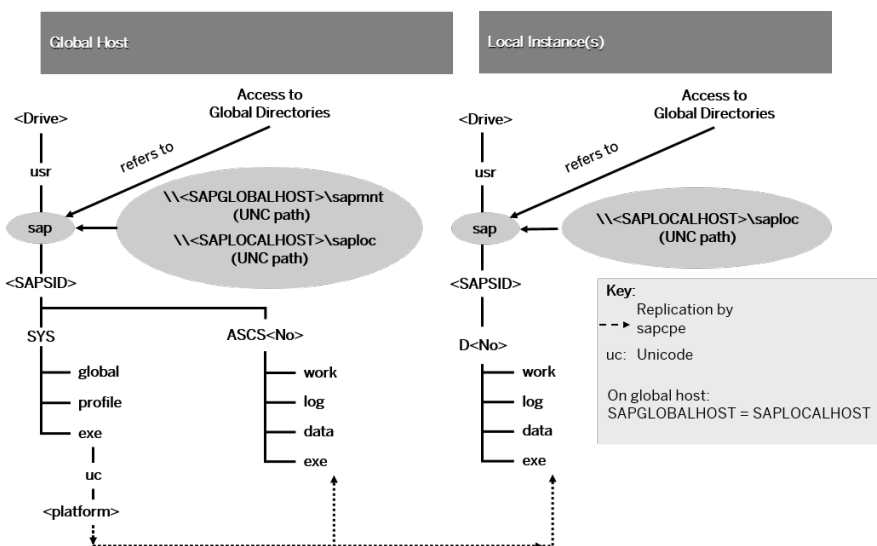 Global Host
Local Instance(s)
Access to
Global Directories
<Drive>
refers to
usr
\\<SAPGLOBALHOST>\sapmnt
(UNC path)
\\<SAPLOCALHOST>\saploc
(UNC path)
sap
<SAPSID>
SYS
ASCS<No>
global
profile
exe
uc
<platform>
work
log
data
exe
Access to
Global Directories
<Drive>
refers to
usr
\\<SAPLOCALHOST>\saploc
(UNC path)
sap
<SAPSID>
D<No>
work
log
data
exe
Key:
Replication by
sapcpe
uc: Unicode
On global host:
SAPGLOBALHOST = SAPLOCALHOST